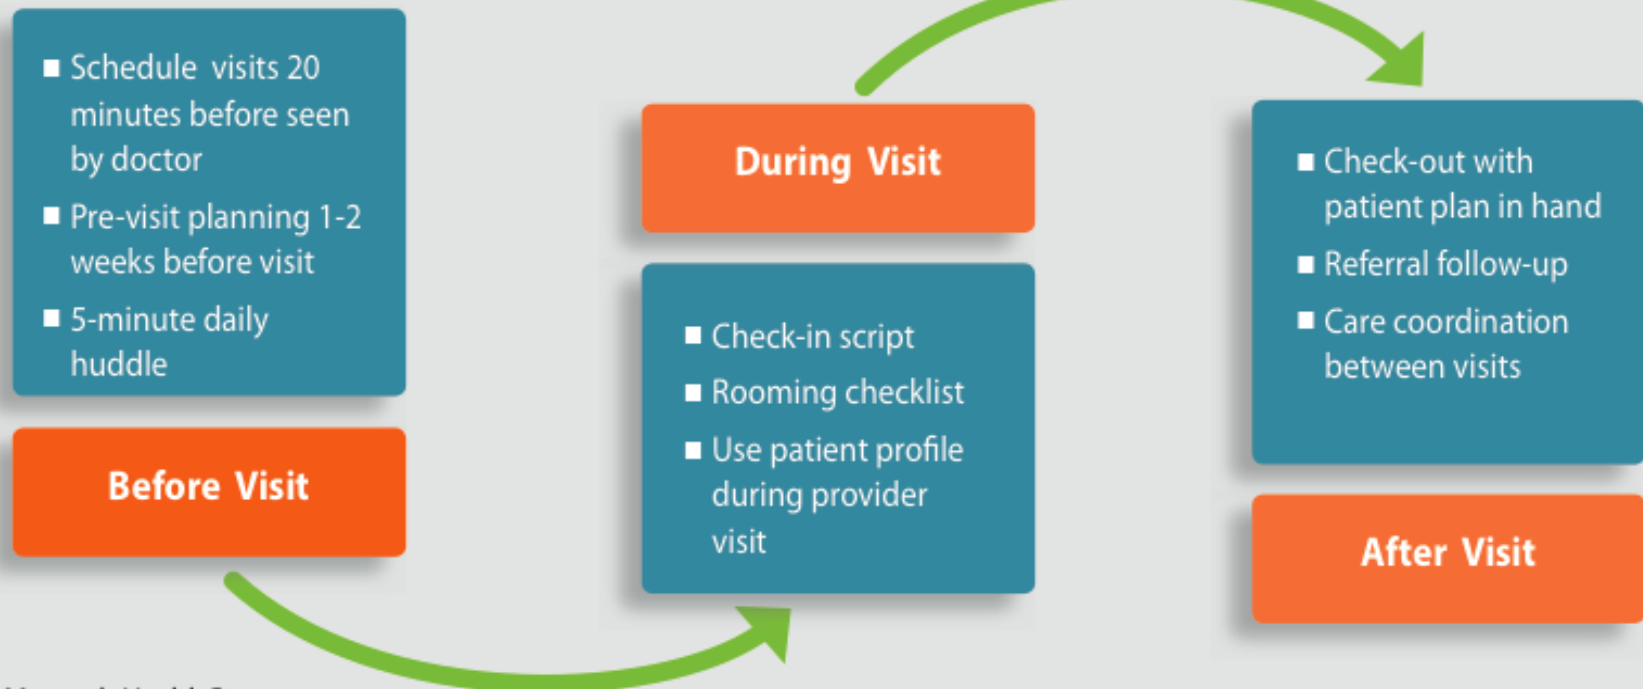 Schedule visits 20
minutes before seen
by doctor
Pre-visit planning 1-2
weeks before visit
5-minute daily
huddle
Before Visit
During Visit
Check-in script
Rooming checklist
Use patient profile
during provider
visit
Check-out with
patient plan in hand
Referral follow-up
Care coordination
between visits
After Visit